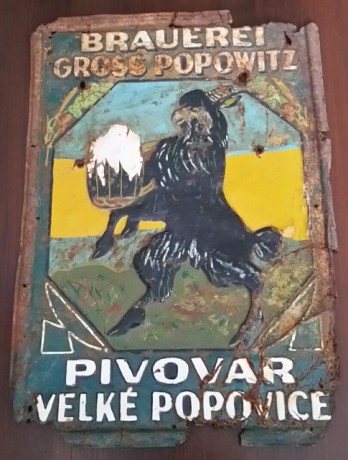 BRAUEREI
GROSS POPOWITZ
PIVOVAR
VELKÉ POPOVICE